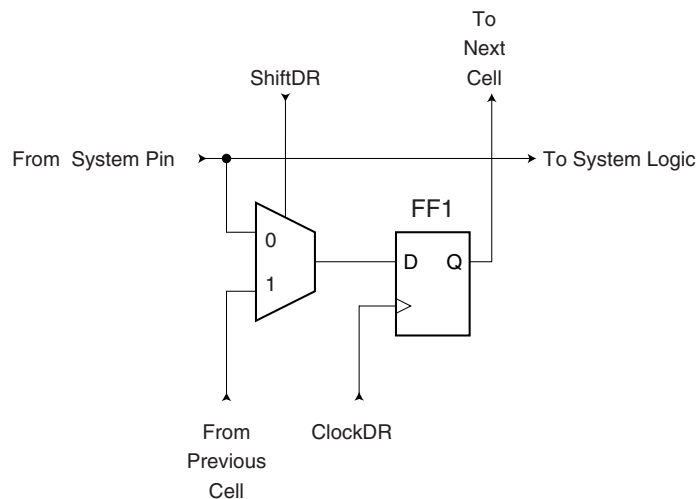 To
Next
Cell
ShiftDR
From System Pin
To System Logic
FF1
0
D Q
1
From
Previous
Cell
ClockDR